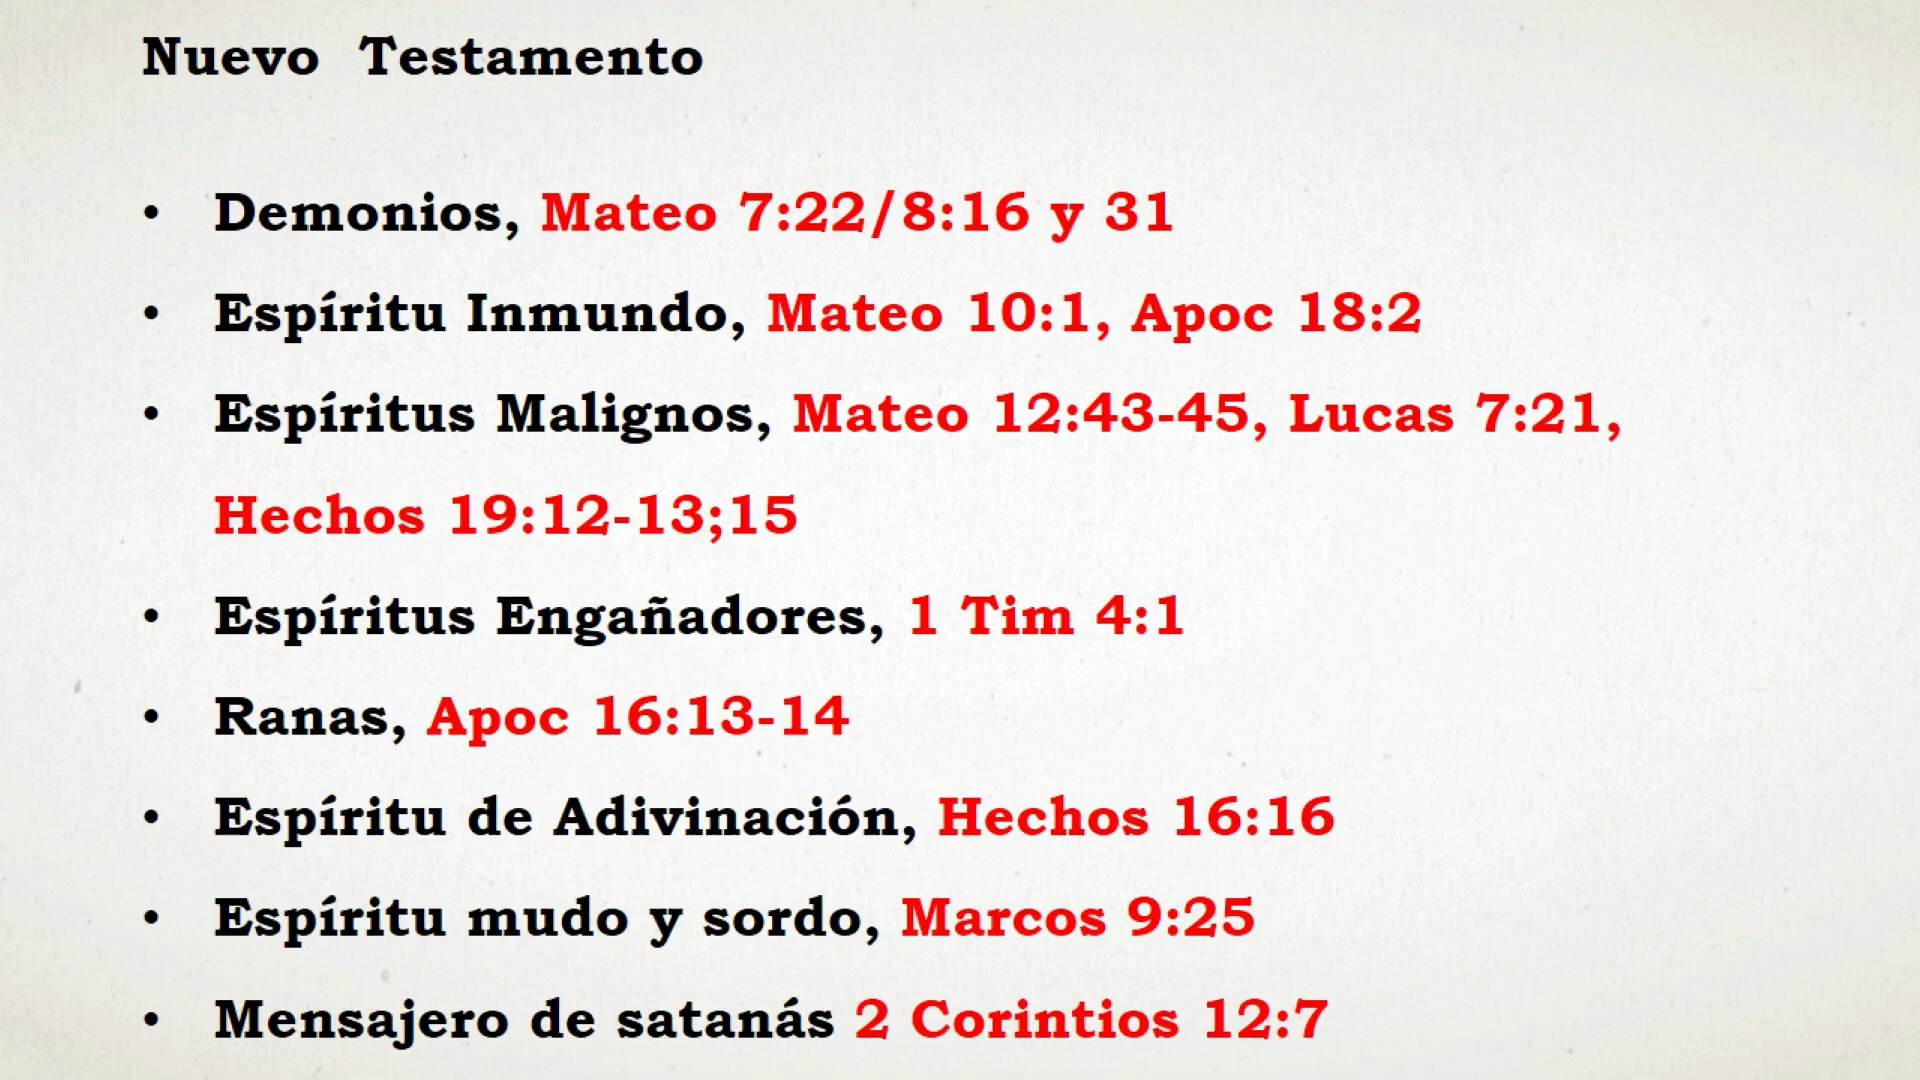 Nuevo Testamento
• Demonios, Mateo 7:22/8:16 y 31
• Espíritu Inmundo, Mateo 10:1, Apoc 18:2
• Espíritus Malignos, Mateo 12:43-45, Lucas 7:21,
Hechos 19:12-13;15
• Espíritus Engañadores, 1 Tim 4:1
• Ranas, Apoc 16:13-14
• Espíritu de Adivinación, Hechos 16:16
• Espíritu mudo y sordo, Marcos 9:25
• Mensajero de satanás 2 Corintios 12:7